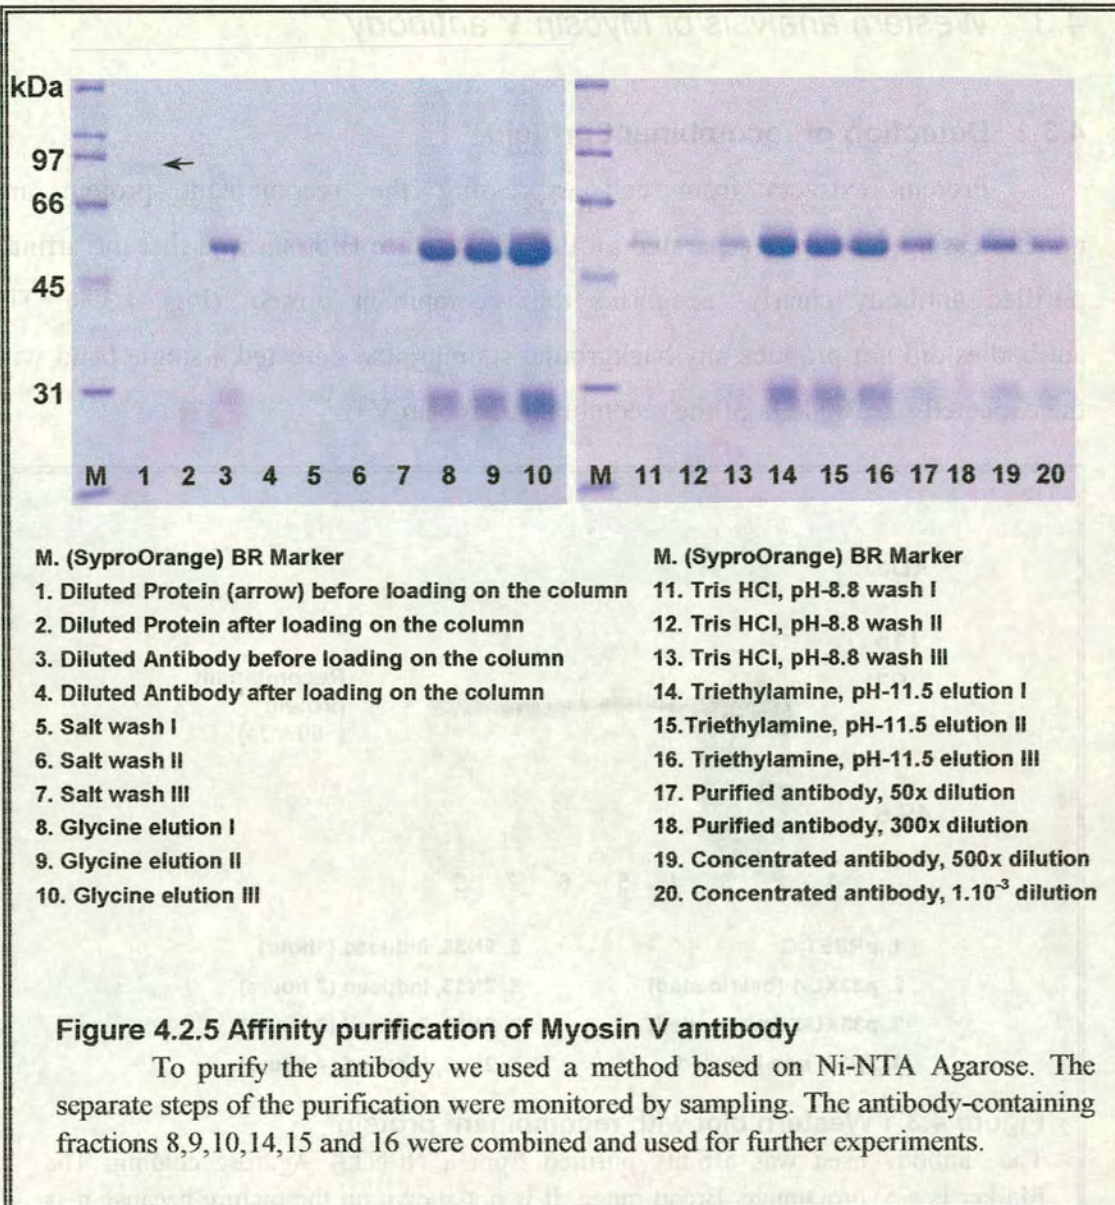 kDa
97
66
45
31
M 1 2 3 4 5 6 7 8 9 10 M 11 12 13 14 15 16 17 18 19 20
M. (SyproOrange) BR Marker
1. Diluted Protein (arrow) before loading on the column
2. Diluted Protein after loading on the column
3. Diluted Antibody before loading on the column
4. Diluted Antibody after loading on the column
5. Salt wash I
6. Salt wash II
7. Salt wash III
8. Glycine elution I
9. Glycine elution II
10. Glycine elution III
M. (SyproOrange) BR Marker
11. Tris HCl, pH-8.8 wash I
12. Tris HCl, pH-8.8 wash II
13. Tris HCl, pH-8.8 wash III
14. Triethylamine, pH-11.5 elution I
15.Triethylamine, pH-11.5 elution II
16. Triethylamine, pH-11.5 elution III
17. Purified antibody, 50x dilution
18. Purified antibody, 300x dilution
19. Concentrated antibody, 500x dilution
20. Concentrated antibody, 1.10⁻³ dilution
Figure 4.2.5 Affinity purification of Myosin V antibody
To purify the antibody we used a method based on Ni-NTA Agarose. The
separate steps of the purification were monitored by sampling. The antibody-containing
fractions 8,9,10,14,15 and 16 were combined and used for further experiments.